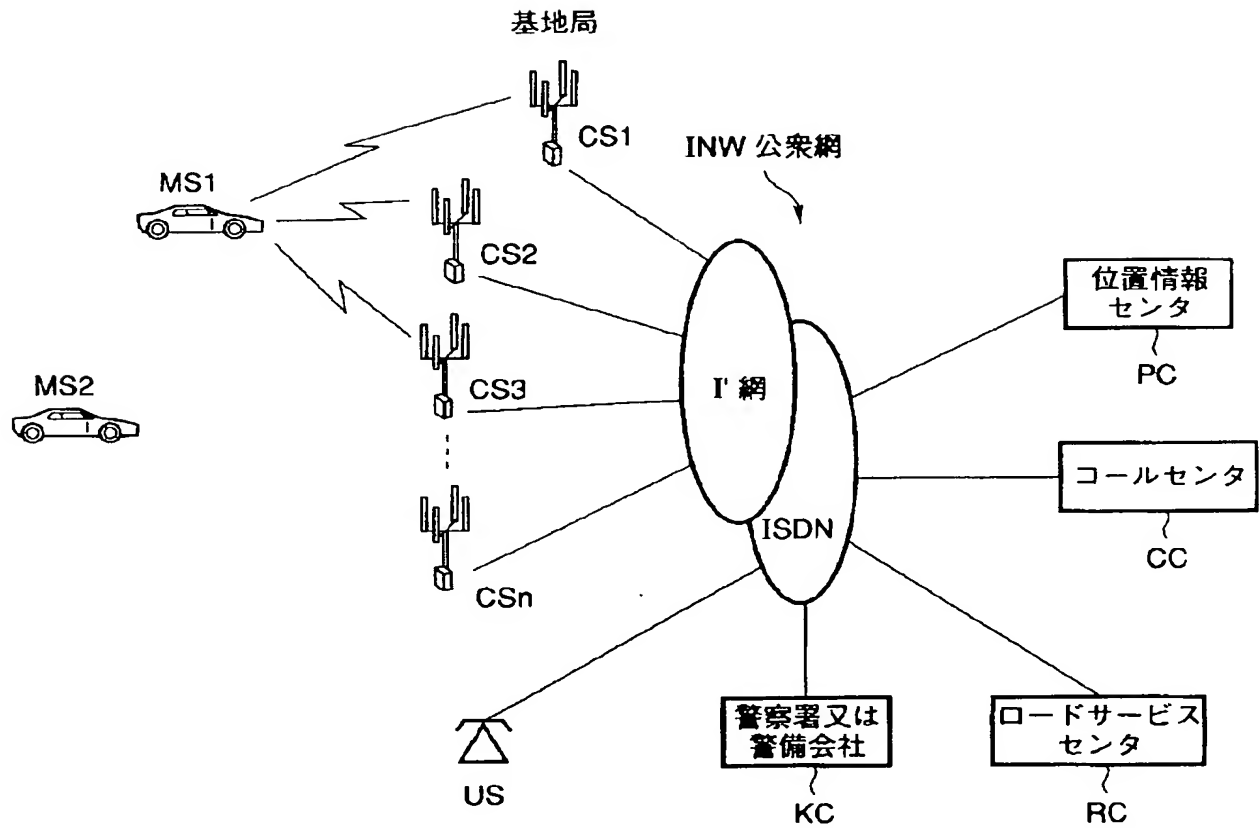 基地局
CS1
INW 公衆網
MS1
CS2
位置情報
センタ
PC
MS2
CS3
I' 網
コールセンタ
CC
ISDN
CSn
US
警察署又は
警備会社
KC
ロードサービス
センタ
RC